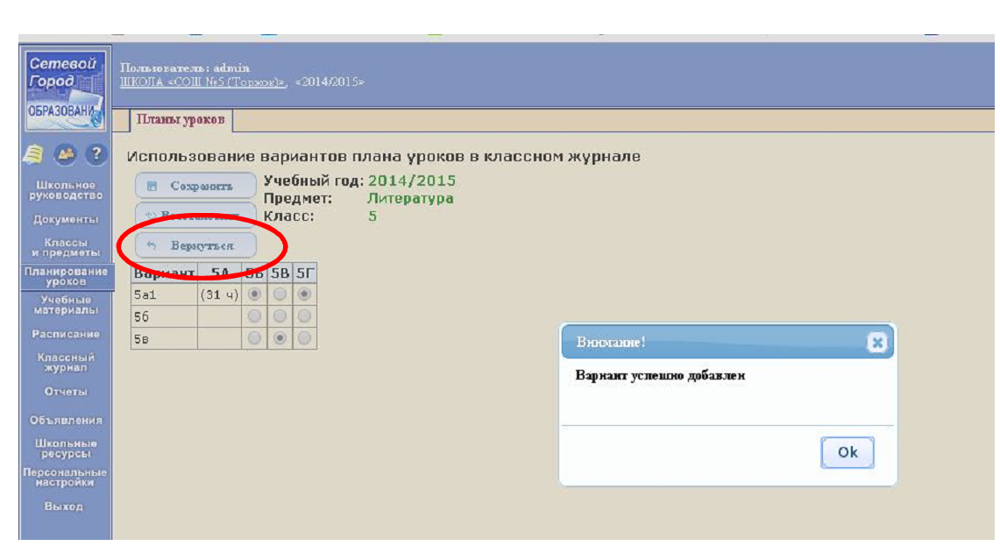 Сетевой
Город
ОБРАЗОВАНИ
Пользователь: admin
ШКОЛА «СОШ №5 (Торжок)», «2014/2015»
Планы уроков
?
Использование вариантов плана уроков в классном журнале
Сохранить
Учебный год: 2014/2015
Предмет: Литература
Класс: 5
Вернуться
Вариант 5А 5Б 5В 5Г
5а1 (31 ч)
5б
5в
Школьное
руководство
Документы
Классы
и предметы
Планирование
уроков
Учебные
материалы
Расписание
Классный
журнал
Отчеты
Объявления
Школьные
ресурсы
Персональные
настройки
Выход
Внимание!
Вариант успешно добавлен
Ok